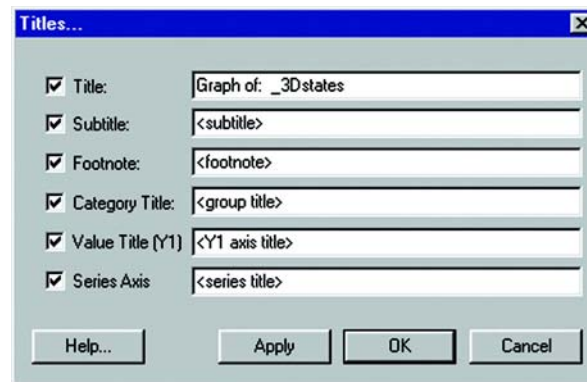 Titles...
Title: Graph of: _3Dstates
Subtitle: <subtitle>
Footnote: <footnote>
Category Title: <group title>
Value Title (Y1) <Y1 axis title>
Series Axis <series title>
Help... Apply OK Cancel